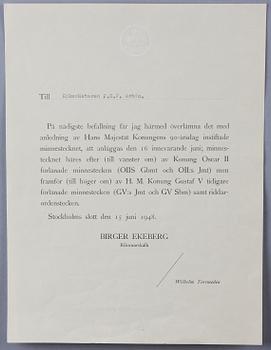 Till
På nådigste befallning får jag härmed överlämna det med
anledning av Hans Majestät Konungens 90-årsdag instiftade
minnestecknet, att anläggas den 16 innevarande juni; minnes-
tecknet bäres efter (till vänster om) av Konung Oscar II
förlänade minnestecken (OIIS Gbmt och OII:s Jmt) men
framför (till höger om) av H. M. Konung Gustaf V tidigare
förlänade minnestecken (GV:s Jmt och GV Sbm) samt riddar-
ordenstecken.
Stockholms slott den 15 juni 1948.
BIRGER EKEBERG
Riksmarskalk
Wilhelm Tersmeden